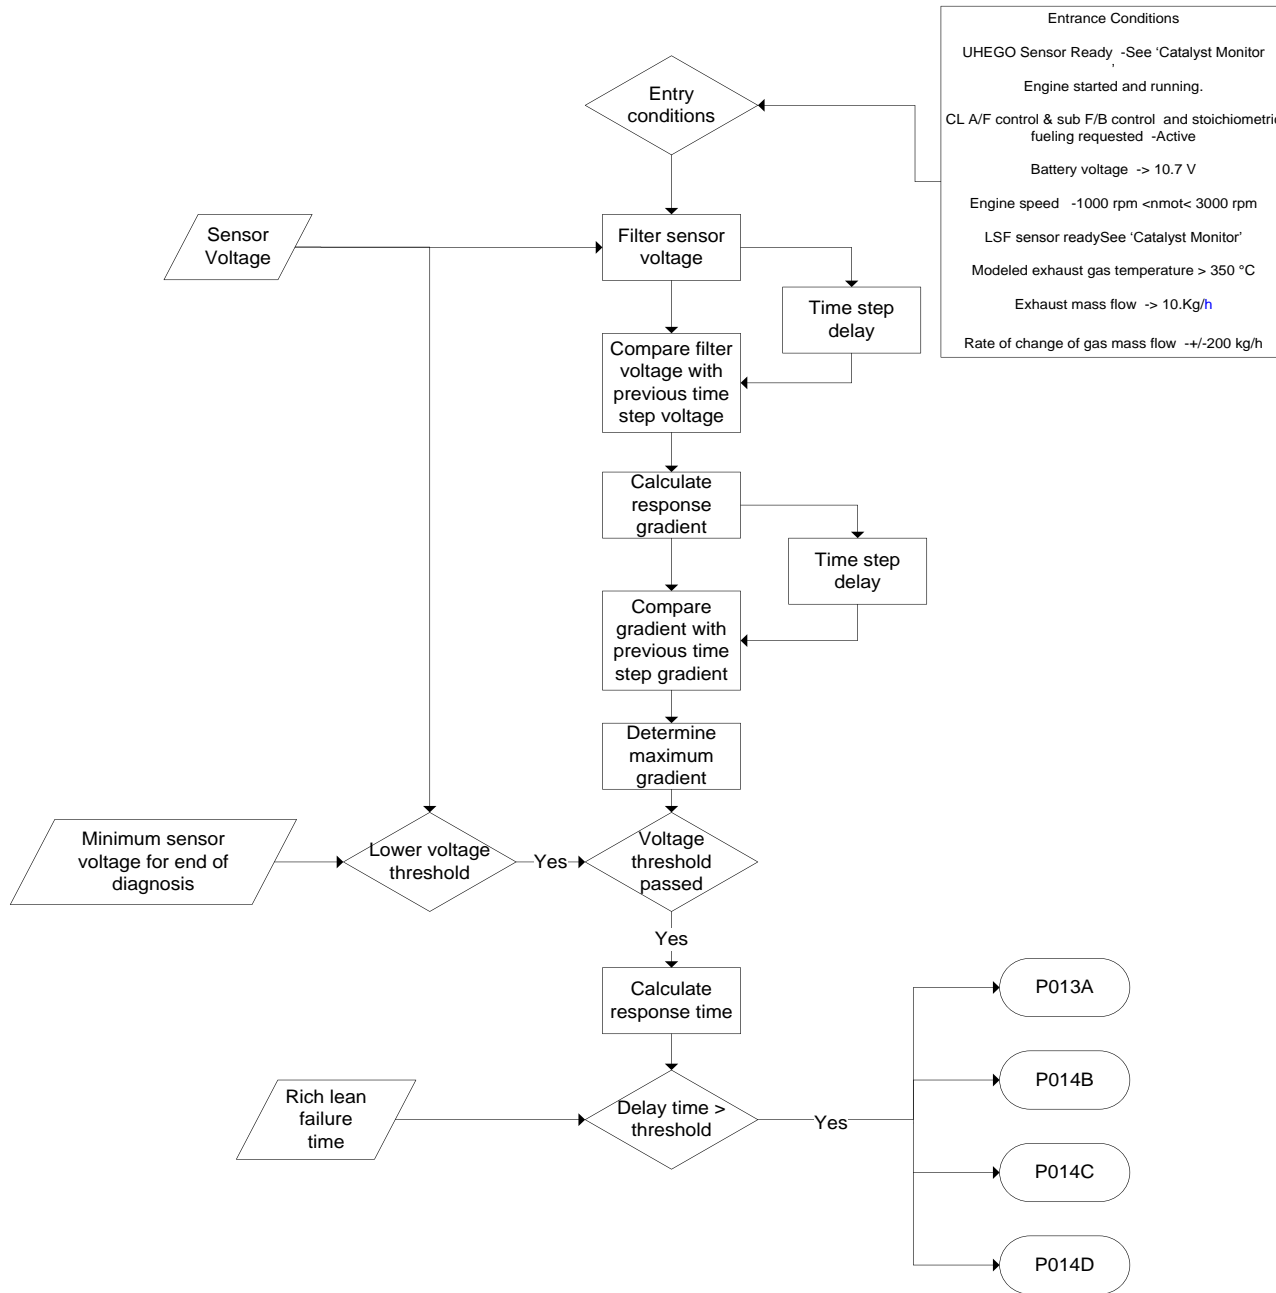 Entrance Conditions
UHEGO Sensor Ready  -See ‘Catalyst Monitor
,
Engine started and running.
CL A/F control & sub F/B control  and stoichiometric
fueling requested  -Active
Battery voltage  -> 10.7 V
Engine speed   -1000 rpm <nmot< 3000 rpm
LSF sensor readySee ‘Catalyst Monitor’
Modeled exhaust gas temperature > 350 °C
Exhaust mass flow  -> 10.Kg/h
Rate of change of gas mass flow  -+/-200 kg/h
Entry
conditions
Sensor
Voltage
Filter sensor
voltage
Time step
delay
Compare filter
voltage with
previous time
step voltage
Calculate
response
gradient
Time step
delay
Compare
gradient with
previous time
step gradient
Determine
maximum
gradient
Minimum sensor
voltage for end of
diagnosis
Lower voltage
threshold
Yes
Voltage
threshold
passed
Yes
Calculate
response time
Rich lean
failure
time
Delay time >
threshold
Yes
P013A
P014B
P014C
P014D